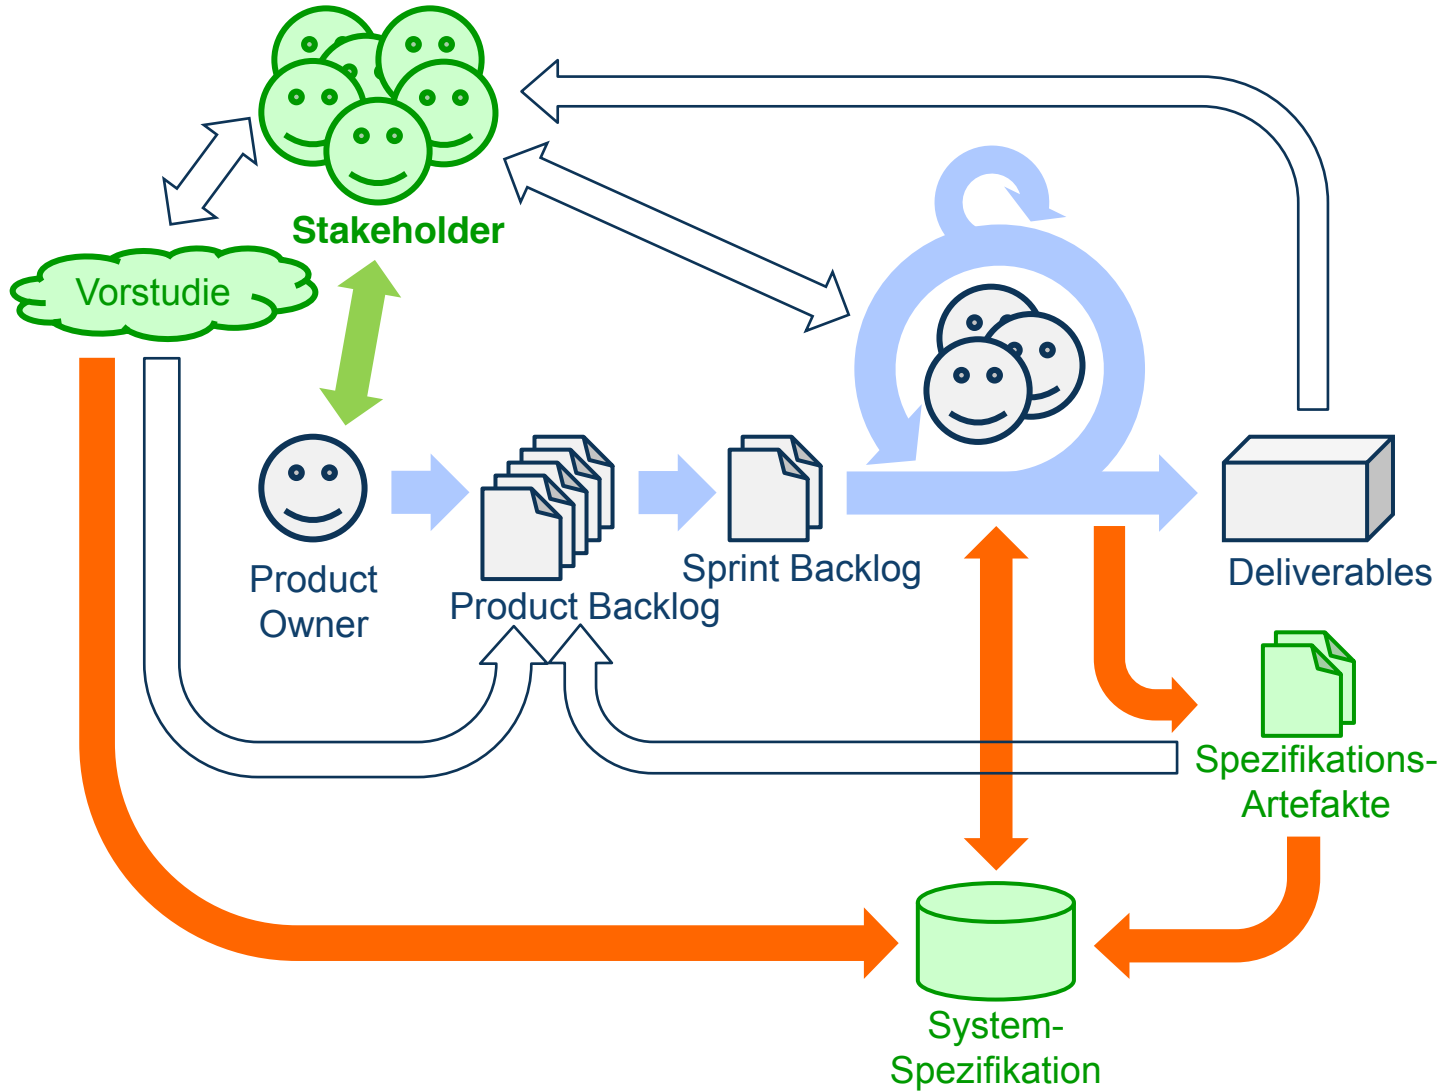 Stakeholder
Vorstudie
Product
Owner
Product Backlog
Sprint Backlog
Deliverables
Spezifikations-
Artefakte
System-
Spezifikation